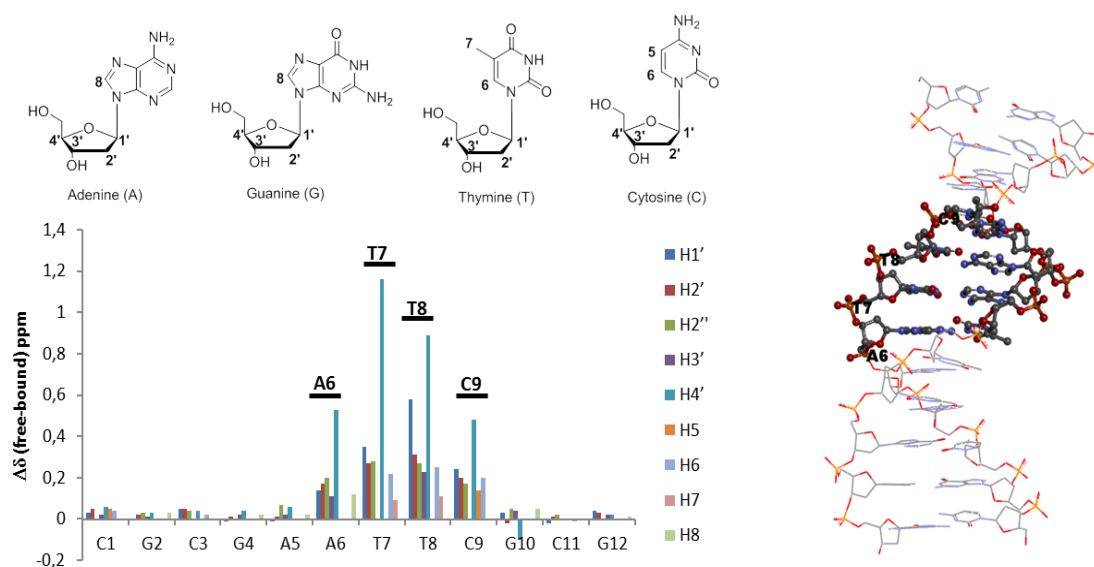 NH₂
N
N
8
N
N
HO
O
4'
3'
1'
OH
2'
Adenine (A)
O
N
NH
8
N
N
NH₂
HO
O
4'
3'
1'
OH
2'
Guanine (G)
7
O
NH
6
N
O
HO
O
4'
3'
1'
OH
2'
Thymine (T)
NH₂
5
N
6
N
O
HO
O
4'
3'
1'
OH
2'
Cytosine (C)
Δδ (free-bound) ppm
1,4
1,2
1
0,8
0,6
0,4
0,2
0
-0,2
A6
T7
T8
C9
C1 G2 C3 G4 A5 A6 T7 T8 C9 G10 C11 G12
H1’
H2’
H2’’
H3’
H4’
H5
H6
H7
H8
C9
T8
T7
A6